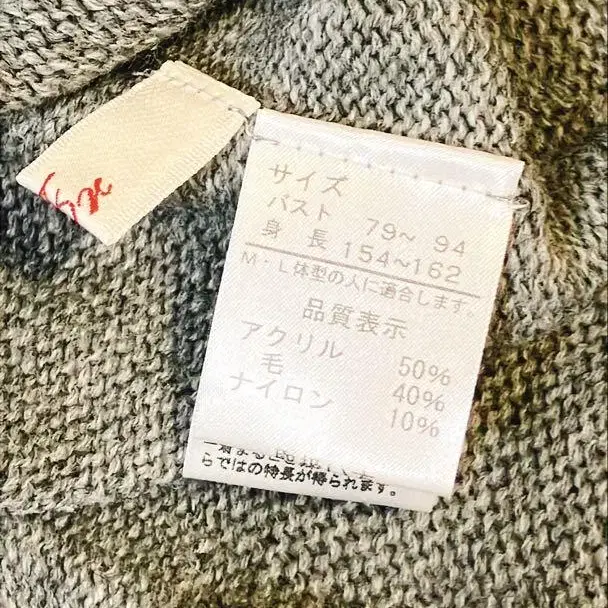 サイズ
バスト 79~ 94
身 長 154~162
M・L体型の人に適合します。
品質表示
アクリル 50%
毛 40%
ナイロン 10%
らではの特長が得られます。